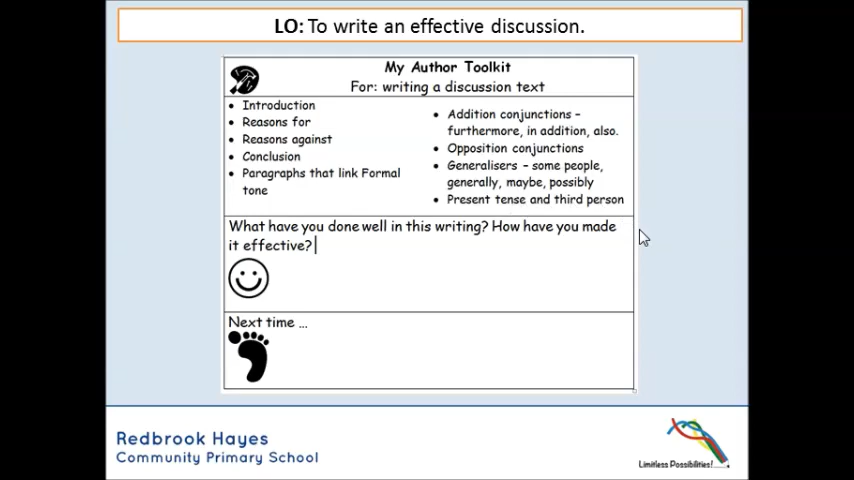 LO: To write an effective discussion.
My Author Toolkit
For: writing a discussion text
• Introduction
• Reasons for
• Reasons against
• Conclusion
• Paragraphs that link Formal
tone
• Addition conjunctions –
furthermore, in addition, also.
• Opposition conjunctions
• Generalisers – some people,
generally, maybe, possibly
• Present tense and third person
What have you done well in this writing? How have you made
it effective?
Next time ...
Redbrook Hayes
Community Primary School
Limitless Possibilities!